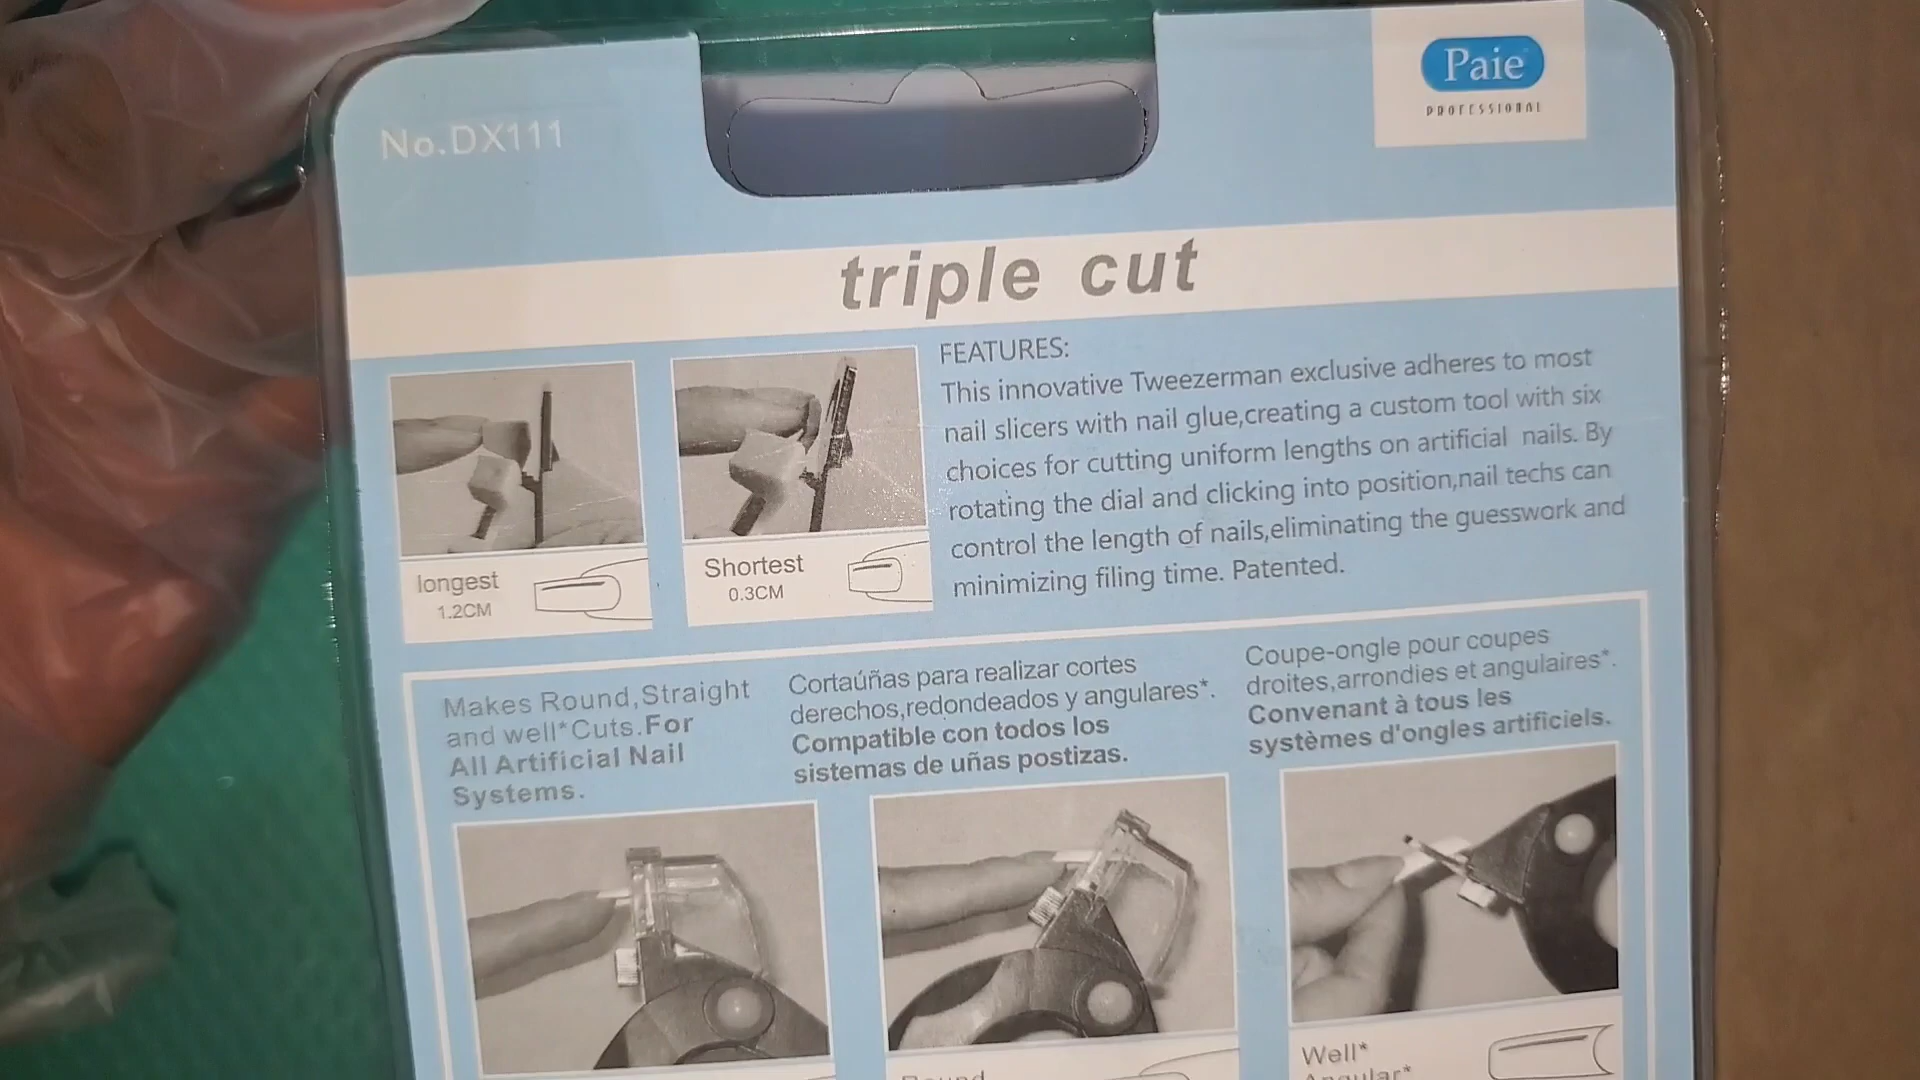 Paie
PROFESSIONAL
No.DX111
triple cut
FEATURES:
This innovative Tweezerman exclusive adheres to most
nail slicers with nail glue,creating a custom tool with six
choices for cutting uniform lengths on artificial nails. By
rotating the dial and clicking into position,nail techs can
control the length of nails,eliminating the guesswork and
minimizing filing time. Patented.
longest
1.2CM
Shortest
0.3CM
Makes Round,Straight
and well*Cuts.For
All Artificial Nail
Systems.
Cortaúñas para realizar cortes
derechos,redondeados y angulares*.
Compatible con todos los
sistemas de uñas postizas.
Coupe-ongle pour coupes
droites,arrondies et angulaires*.
Convenant à tous les
systèmes d'ongles artificiels.
Round
Well*
Angular*